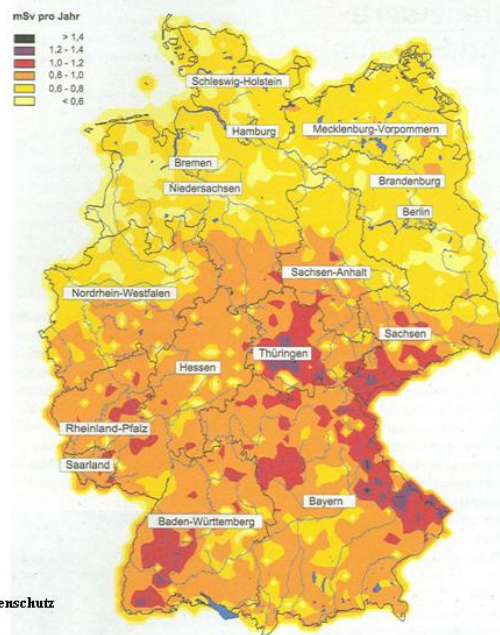 mSv pro Jahr
> 1,4
1,2 - 1,4
1,0 - 1,2
0,8 - 1,0
0,6 - 0,8
< 0,6
Schleswig-Holstein
Hamburg
Mecklenburg-Vorpommern
Bremen
Niedersachsen
Brandenburg
Berlin
Sachsen-Anhalt
Nordrhein-Westfalen
Sachsen
Thüringen
Hessen
Rheinland-Pfalz
Saarland
Bayern
Baden-Württemberg
enschutz